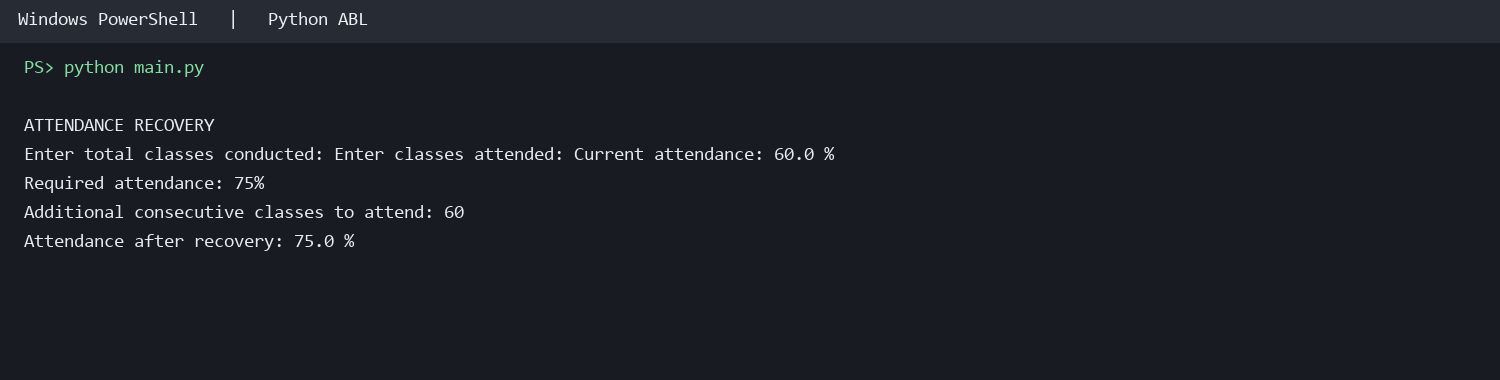 Windows PowerShell | Python ABL
PS> python main.py
ATTENDANCE RECOVERY
Enter total classes conducted: Enter classes attended: Current attendance: 60.0 %
Required attendance: 75%
Additional consecutive classes to attend: 60
Attendance after recovery: 75.0 %